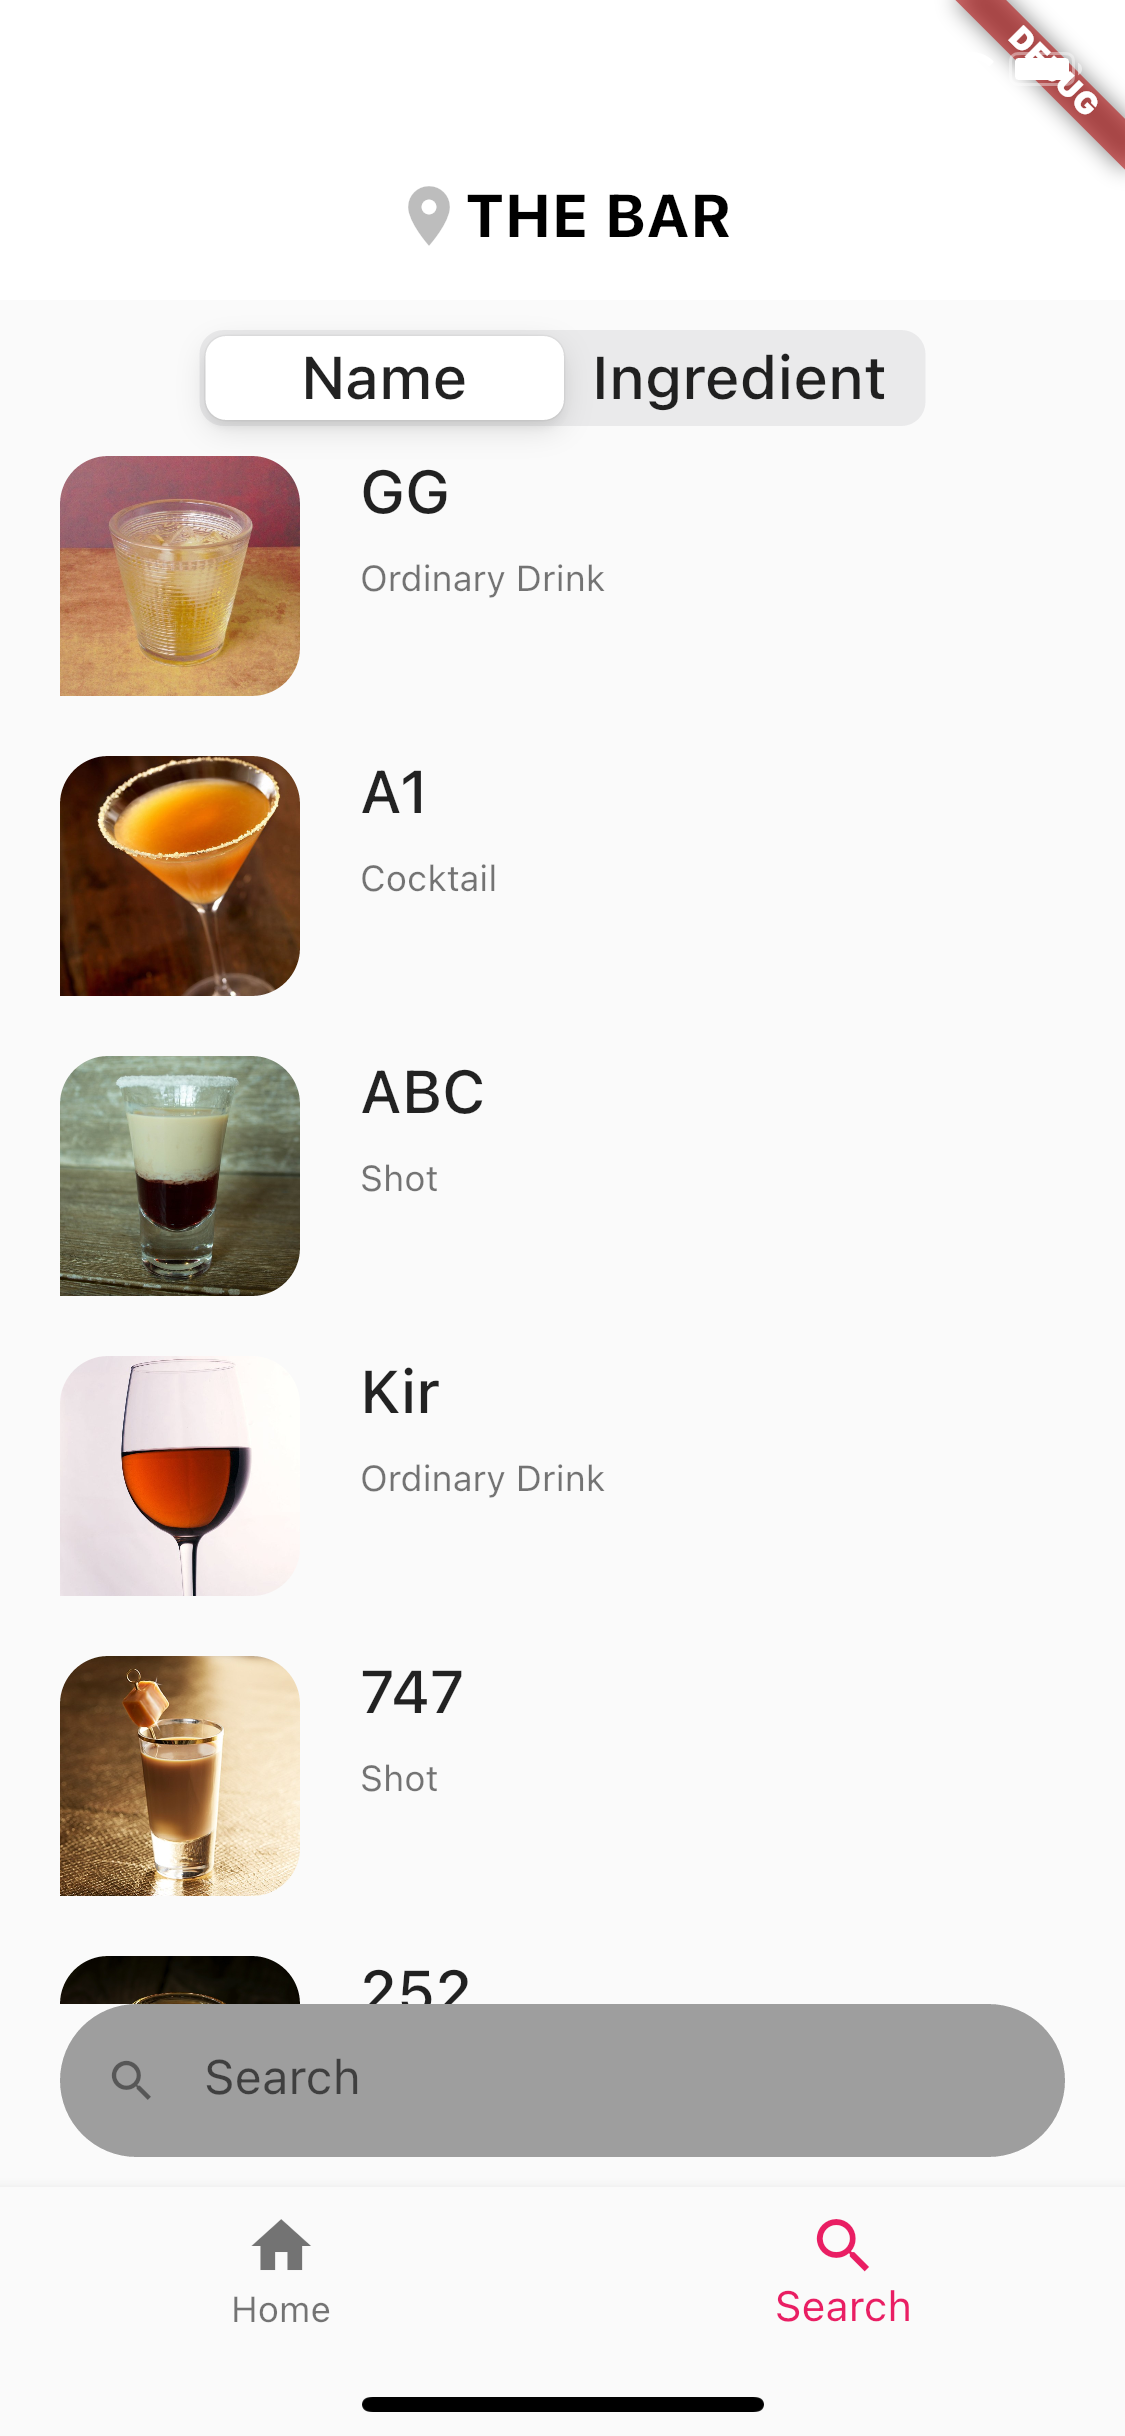 DEBUG
THE BAR
Name Ingredient
GG
Ordinary Drink
A1
Cocktail
ABC
Shot
Kir
Ordinary Drink
747
Shot
252
Search
Home Search